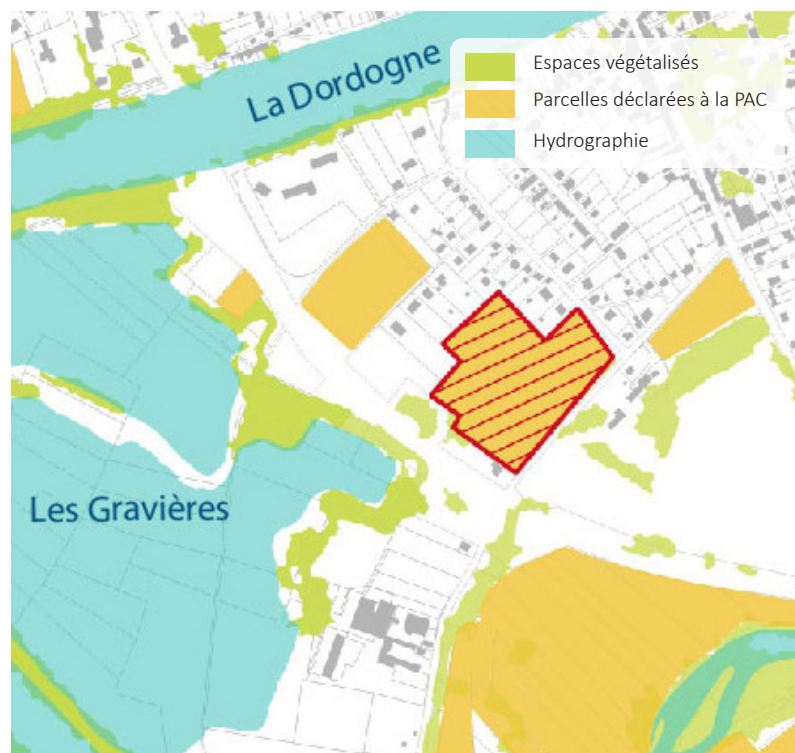 La Dordogne
Espaces végétalisés
Parcelles déclarées à la PAC
Hydrographie
Les Gravières